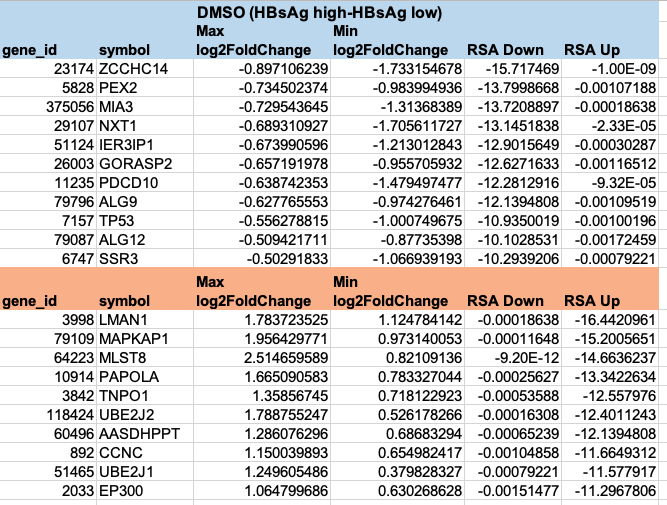 DMSO (HBsAg high-HBsAg low)
Max Min
gene_id symbol log2FoldChange log2FoldChange RSA Down RSA Up
23174 ZCCHC14 -0.897106239 -1.733154678 -15.717469 -1.00E-09
5828 PEX2 -0.734502374 -0.983994936 -13.7998668 -0.00107188
375056 MIA3 -0.729543645 -1.31368389 -13.7208897 -0.00018638
29107 NXT1 -0.689310927 -1.705611727 -13.1451838 -2.33E-05
51124 IER3IP1 -0.673990596 -1.213012843 -12.9015649 -0.00030287
26003 GORASP2 -0.657191978 -0.955705932 -12.6271633 -0.00116512
11235 PDCD10 -0.638742353 -1.479497477 -12.2812916 -9.32E-05
79796 ALG9 -0.627765553 -0.974276461 -12.1394808 -0.00109519
7157 TP53 -0.556278815 -1.000749675 -10.9350019 -0.00100196
79087 ALG12 -0.509421711 -0.87735398 -10.1028531 -0.00172459
6747 SSR3 -0.50291833 -1.066939193 -10.2939206 -0.00079221
Max Min
gene_id symbol log2FoldChange log2FoldChange RSA Down RSA Up
3998 LMAN1 1.783723525 1.124784142 -0.00018638 -16.4420961
79109 MAPKAP1 1.956429771 0.973140053 -0.00011648 -15.2005651
64223 MLST8 2.514659589 0.82109136 -9.20E-12 -14.6636237
10914 PAPOLA 1.665090583 0.783327044 -0.00025627 -13.3422634
3842 TNPO1 1.35856745 0.718122923 -0.00053588 -12.557976
118424 UBE2J2 1.788755247 0.526178266 -0.00016308 -12.4011243
60496 AASDHPPT 1.286076296 0.68683294 -0.00065239 -12.1394808
892 CCNC 1.150039893 0.654982417 -0.00104858 -11.6649312
51465 UBE2J1 1.249605486 0.379828327 -0.00079221 -11.577917
2033 EP300 1.064799686 0.630268628 -0.00151477 -11.2967806